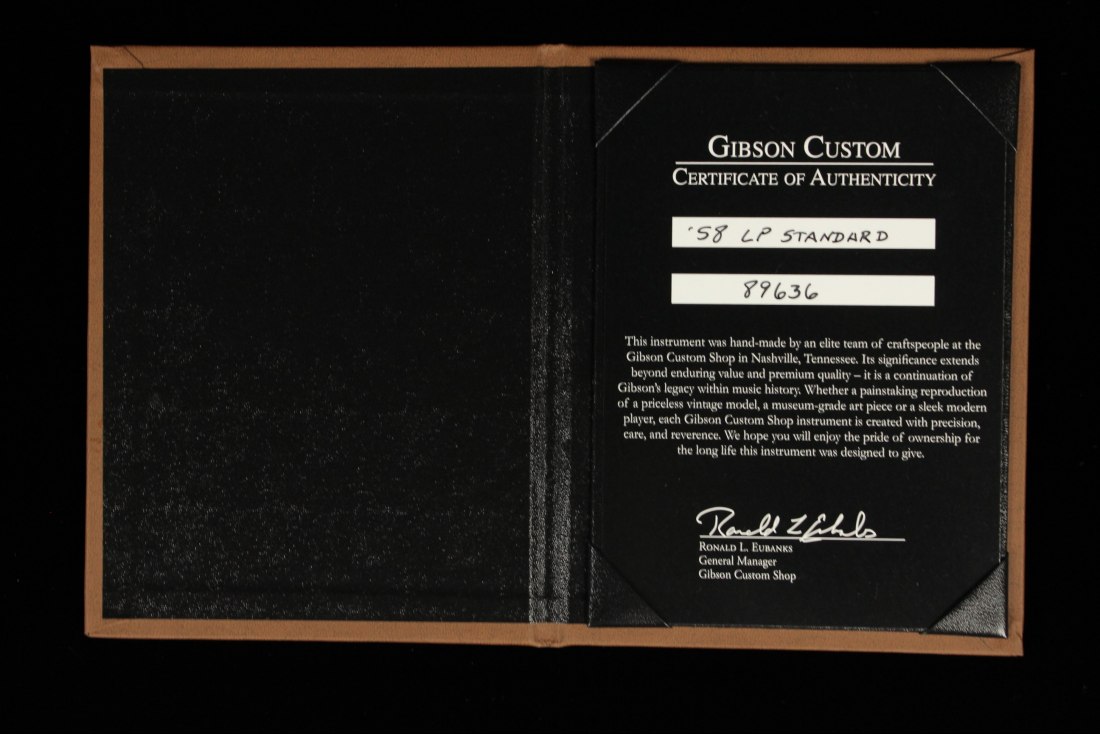 GIBSON CUSTOM
CERTIFICATE OF AUTHENTICITY
'58 LP STANDARD
89636
This instrument was hand-made by an elite team of craftspeople at the
Gibson Custom Shop in Nashville, Tennessee. Its significance extends
beyond enduring value and premium quality – it is a continuation of
Gibson's legacy within music history. Whether a painstaking reproduction
of a priceless vintage model, a museum-grade art piece or a sleek modern
player, each Gibson Custom Shop instrument is created with precision,
care, and reverence. We hope you will enjoy the pride of ownership for
the long life this instrument was designed to give.
Ronald L Eubanks
RONALD L. EUBANKS
General Manager
Gibson Custom Shop